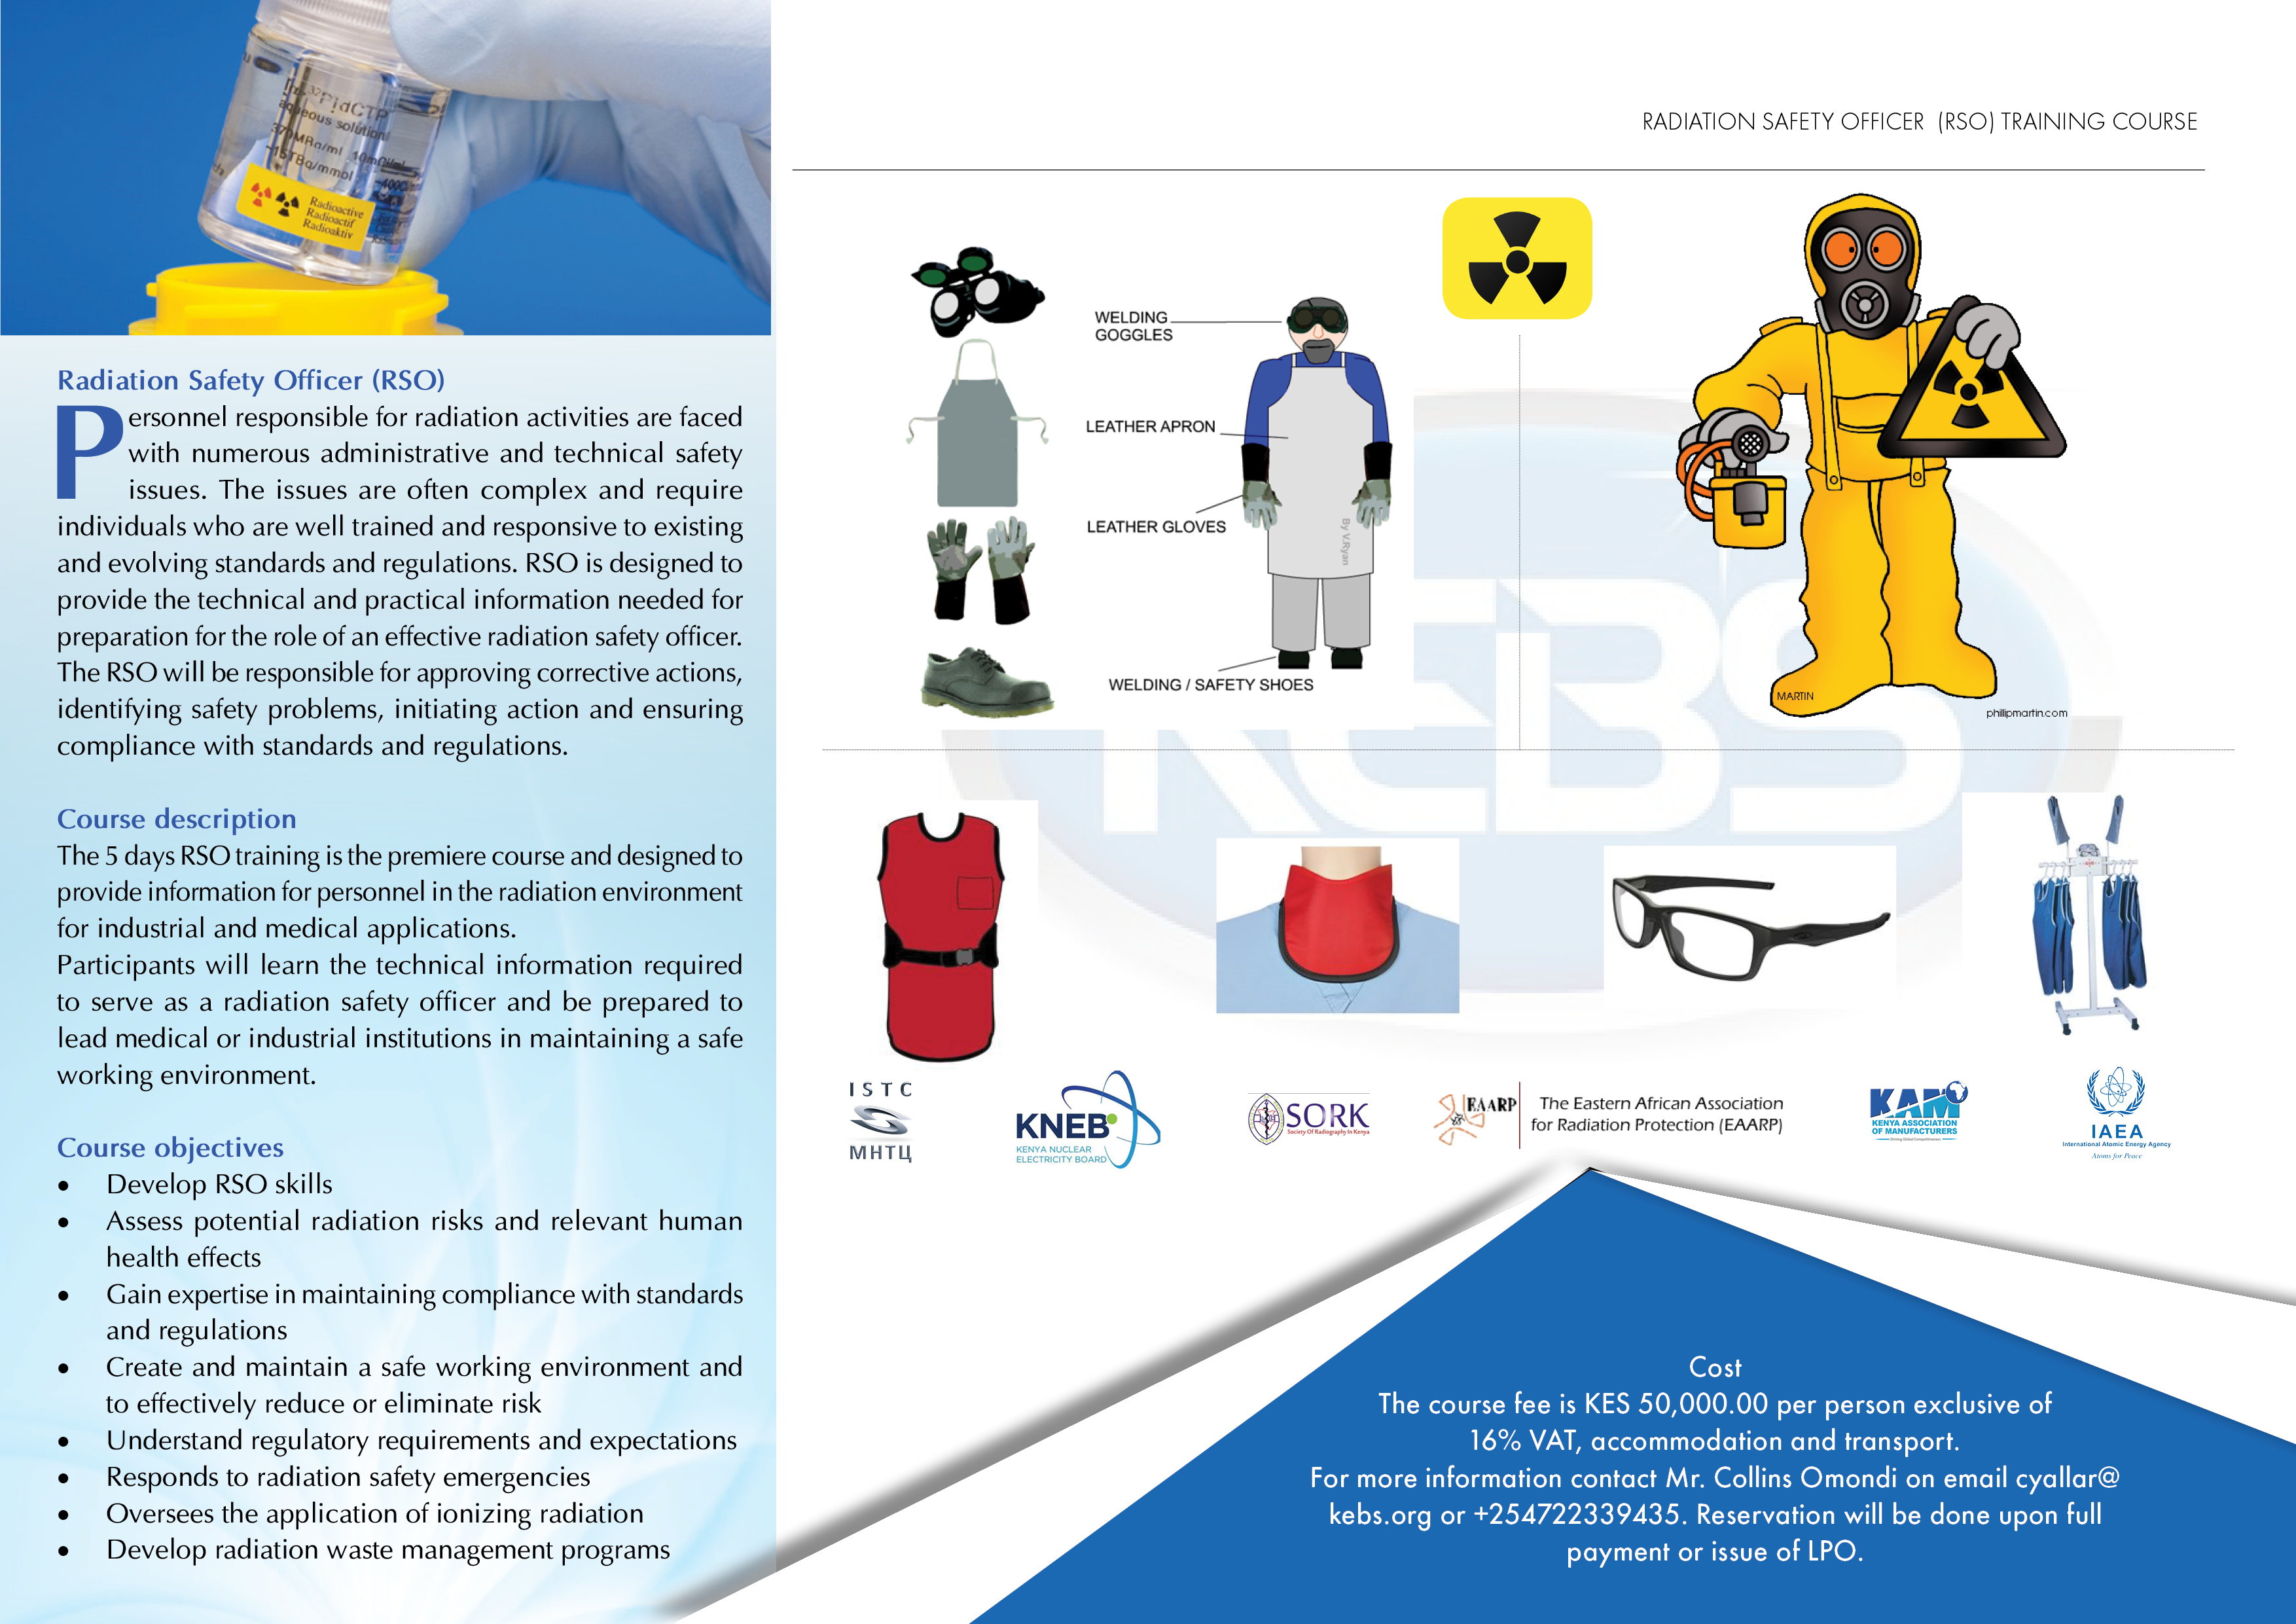 32PidCTP
aqueous solution
Radioactive
Radioactif
Radioaktiv
Radiation Safety Officer (RSO)
Personnel responsible for radiation activities are faced
with numerous administrative and technical safety
issues. The issues are often complex and require
individuals who are well trained and responsive to existing
and evolving standards and regulations. RSO is designed to
provide the technical and practical information needed for
preparation for the role of an effective radiation safety officer.
The RSO will be responsible for approving corrective actions,
identifying safety problems, initiating action and ensuring
compliance with standards and regulations.
Course description
The 5 days RSO training is the premiere course and designed to
provide information for personnel in the radiation environment
for industrial and medical applications.
Participants will learn the technical information required
to serve as a radiation safety officer and be prepared to
lead medical or industrial institutions in maintaining a safe
working environment.
Course objectives
• Develop RSO skills
• Assess potential radiation risks and relevant human
health effects
• Gain expertise in maintaining compliance with standards
and regulations
• Create and maintain a safe working environment and
to effectively reduce or eliminate risk
• Understand regulatory requirements and expectations
• Responds to radiation safety emergencies
• Oversees the application of ionizing radiation
• Develop radiation waste management programs
RADIATION SAFETY OFFICER (RSO) TRAINING COURSE
WELDING
GOGGLES
LEATHER APRON
LEATHER GLOVES
By V.Ryan
WELDING / SAFETY SHOES
MARTIN
phillipmartin.com
KEBS
ISTC
МНТЦ
KNEB
KENYA NUCLEAR
ELECTRICITY BOARD
SORK
Society Of Radiography In Kenya
EAARP
The Eastern African Association
for Radiation Protection (EAARP)
KAM
KENYA ASSOCIATION
OF MANUFACTURERS
Driving Global Competitiveness
IAEA
International Atomic Energy Agency
Atoms for Peace
Cost
The course fee is KES 50,000.00 per person exclusive of
16% VAT, accommodation and transport.
For more information contact Mr. Collins Omondi on email cyallar@
kebs.org or +254722339435. Reservation will be done upon full
payment or issue of LPO.